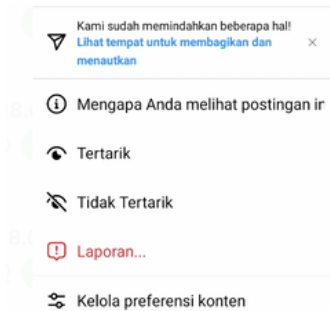 Kami sudah memindahkan beberapa hal!
Lihat tempat untuk membagikan dan
menautkan
Mengapa Anda melihat postingan in
Tertarik
Tidak Tertarik
Laporan...
Kelola preferensi konten